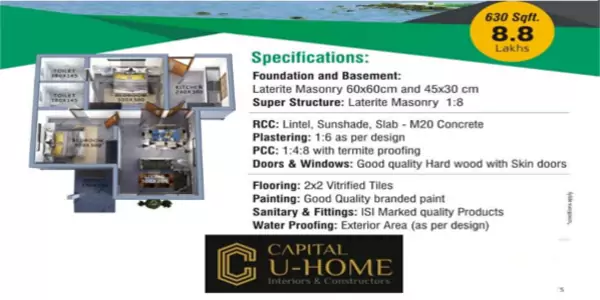 630 Sqft.
8.8
Lakhs
Specifications:
Foundation and Basement:
Laterite Masonry 60x60cm and 45x30 cm
Super Structure: Laterite Masonry 1:8
RCC: Lintel, Sunshade, Slab - M20 Concrete
Plastering: 1:6 as per design
PCC: 1:4:8 with termite proofing
Doors & Windows: Good quality Hard wood with Skin doors
Flooring: 2x2 Vitrified Tiles
Painting: Good Quality branded paint
Sanitary & Fittings: ISI Marked quality Products
Water Proofing: Exterior Area (as per design)
TOILET
TOILET
KITCHEN
CAPITAL
U-HOME
Interiors & Constructors